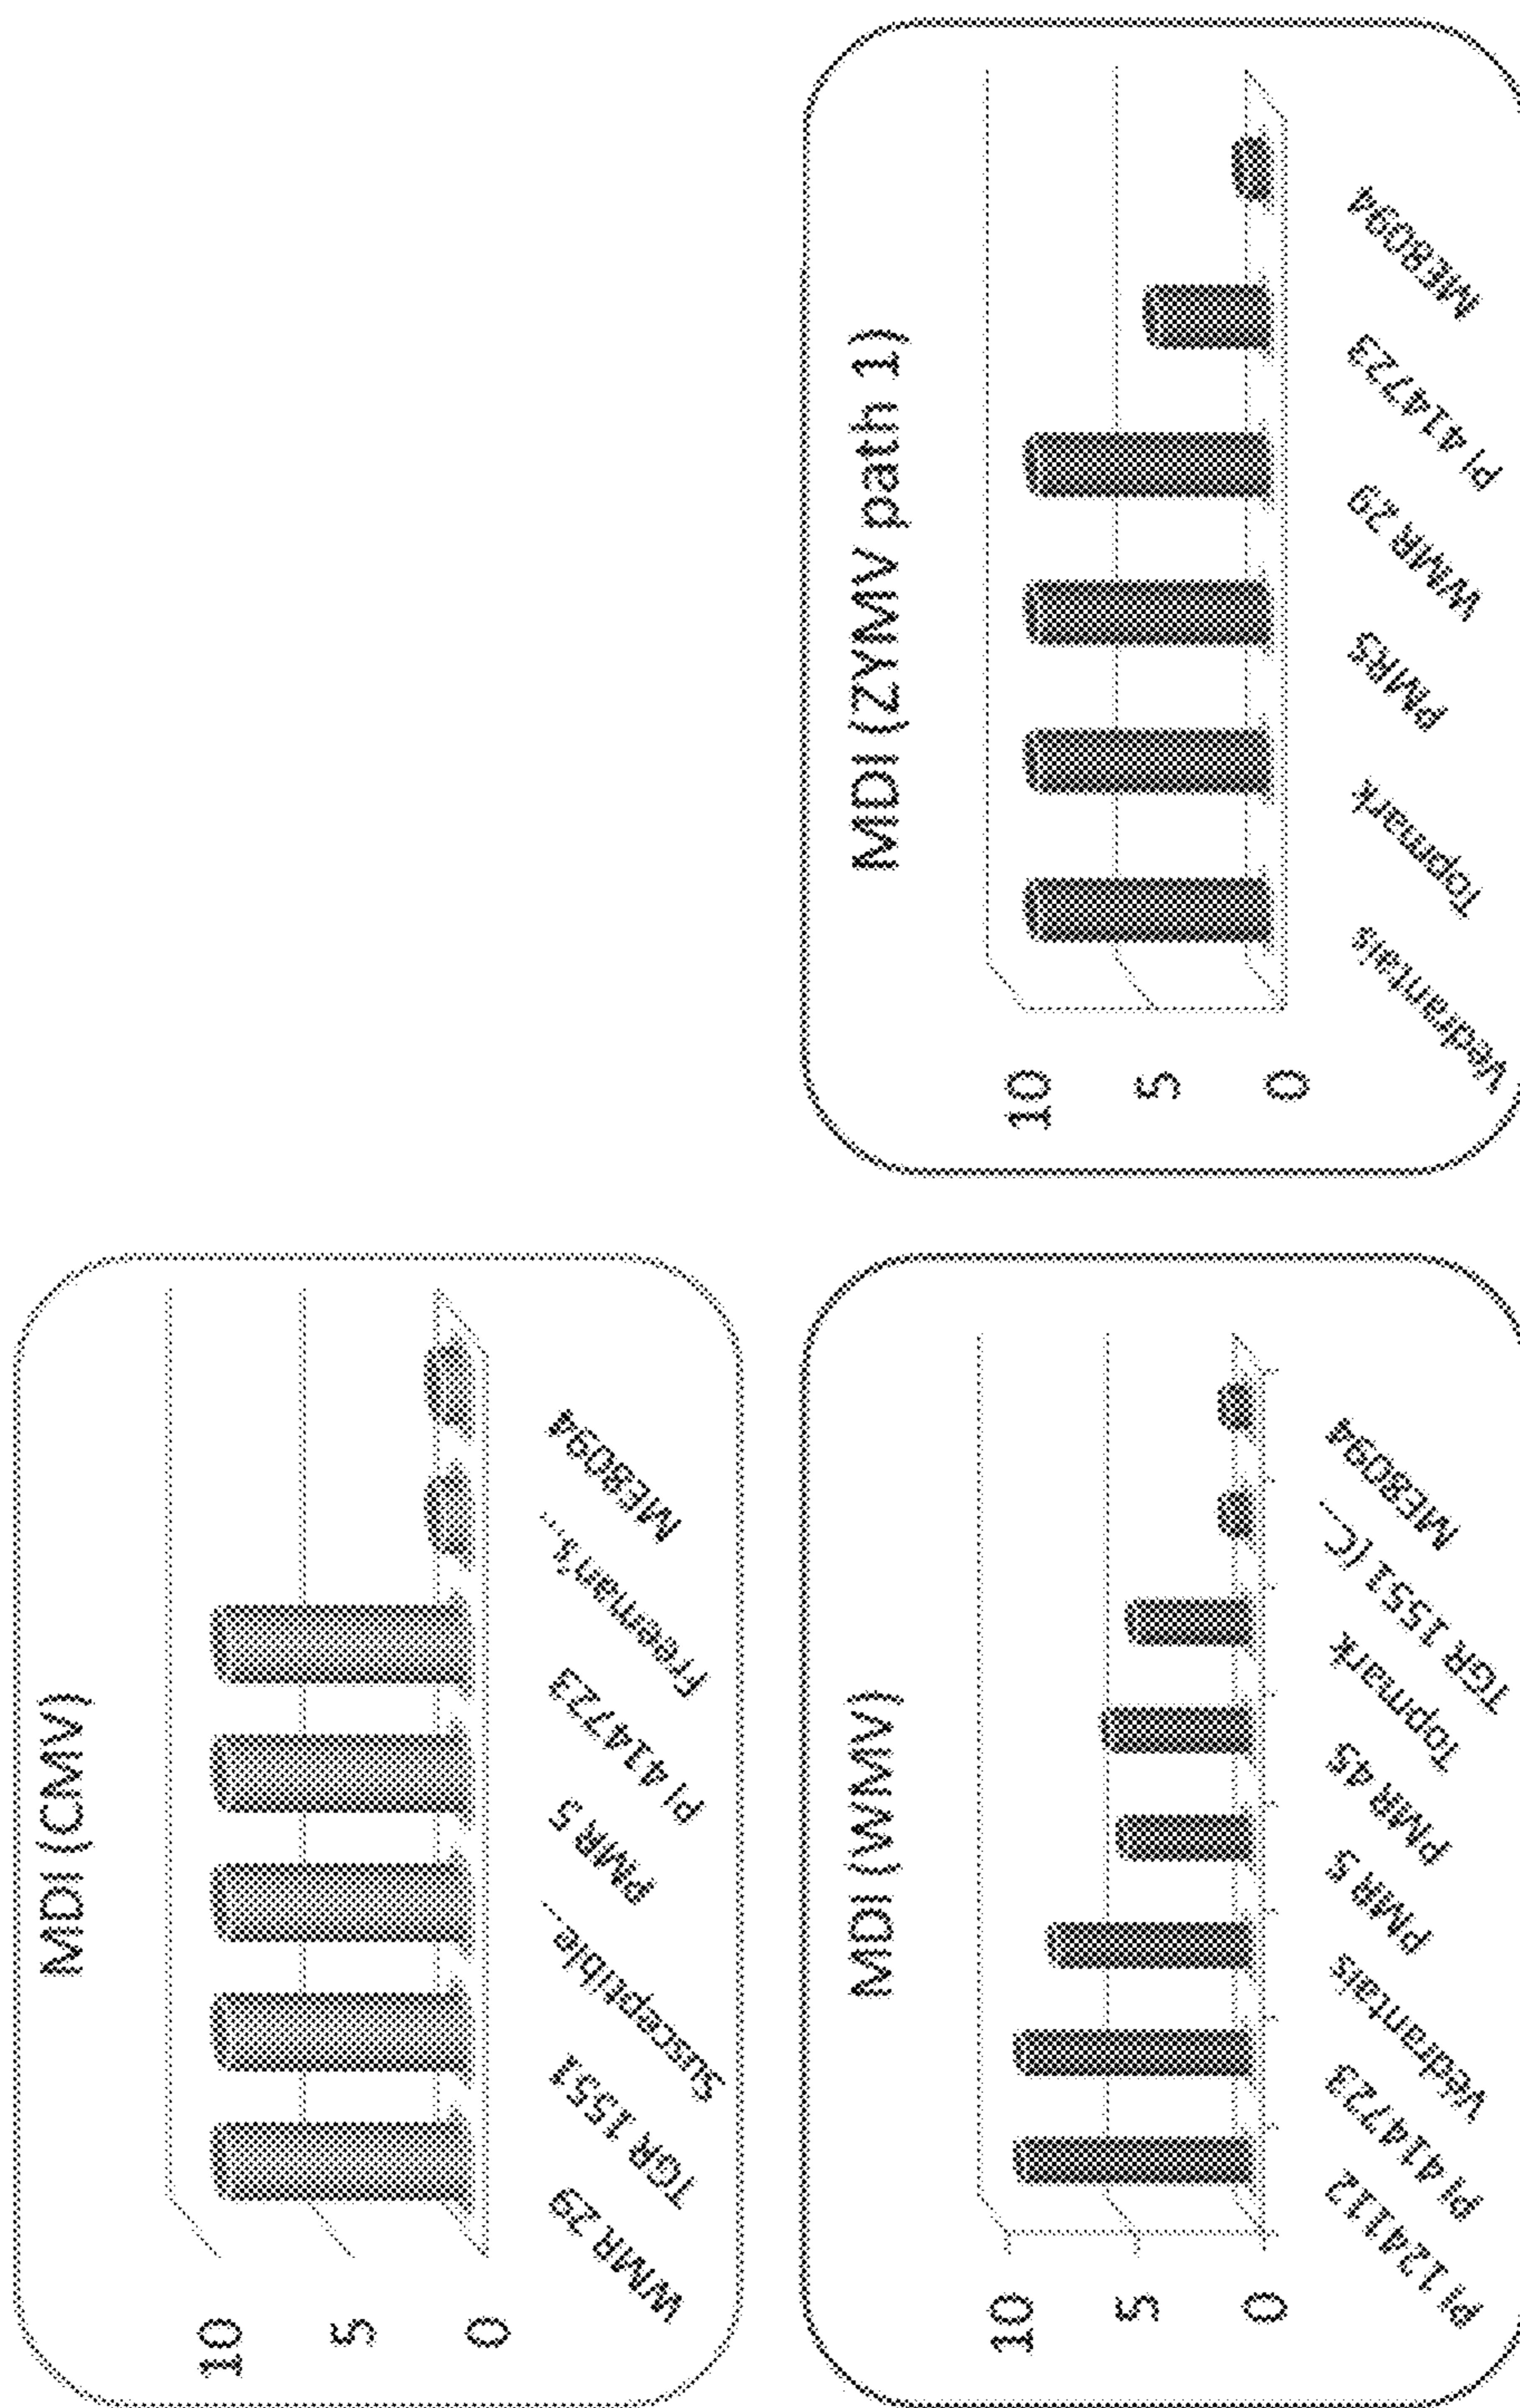 MDI (CMV)
10
5
0
WMR 29
TGR 1551
Susceptible...
PMR 5
PI 414723
Freeman's...
ME8094
MDI (WMV)
10
5
0
PI 124112
PI 414723
Vedrantais
PMR 5
PMR 45
Topmark
TGR 1551 (C...
ME8094
MDI (ZYMV path 1)
10
5
0
Vedrantais
Topmark
PMR5
WMR 29
PI 414723
ME8094